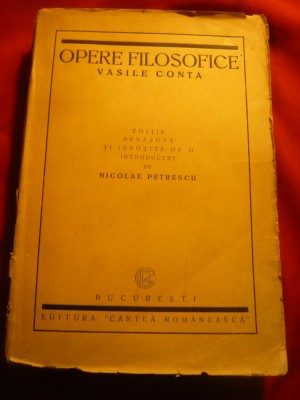 OPERE FILOSOFICE
VASILE CONTA
EDIȚIE
REVĂZUTĂ
ȘI ÎNSOȚITĂ DE O
INTRODUCERE
DE
NICOLAE PETRESCU
BUCUREȘTI
EDITURA "CARTEA ROMÂNEASCĂ"